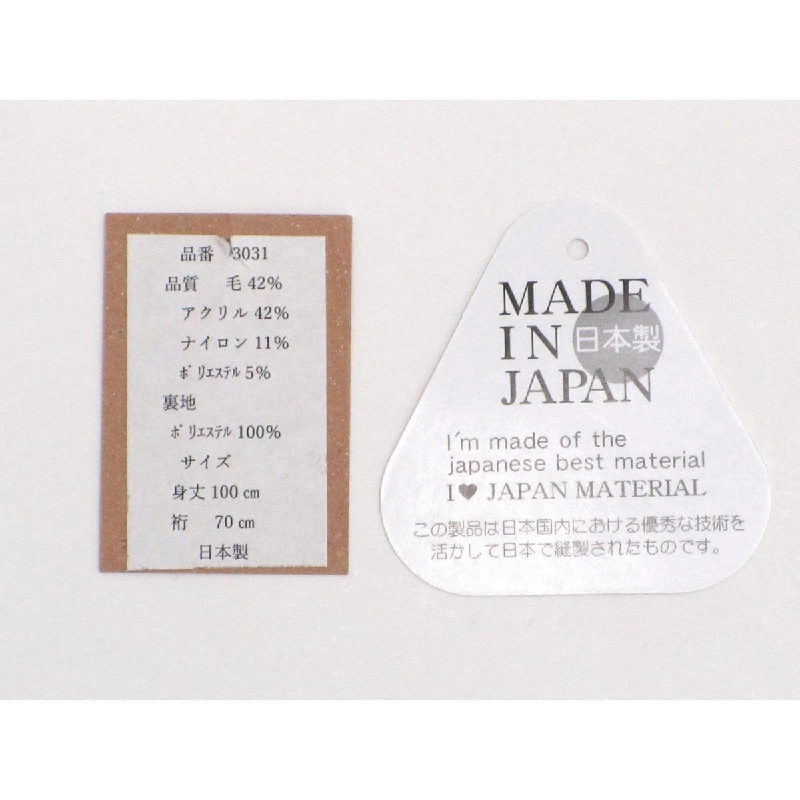 品番 3031
品質 毛 42%
アクリル 42%
ナイロン 11%
ポリエステル 5%
裏地
ポリエステル 100%
サイズ
身丈 100 cm
裄 70 cm
日本製
MADE
IN 日本製
JAPAN
I'm made of the
japanese best material
I♥ JAPAN MATERIAL
この製品は日本国内における優秀な技術を
活かして日本で縫製されたものです。